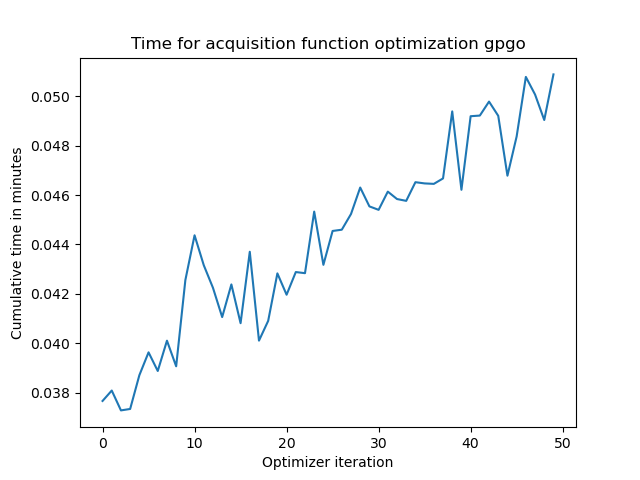 Time for acquisition function optimization gpgo
Cumulative time in minutes
0.050
0.048
0.046
0.044
0.042
0.040
0.038
0 10 20 30 40 50
Optimizer iteration